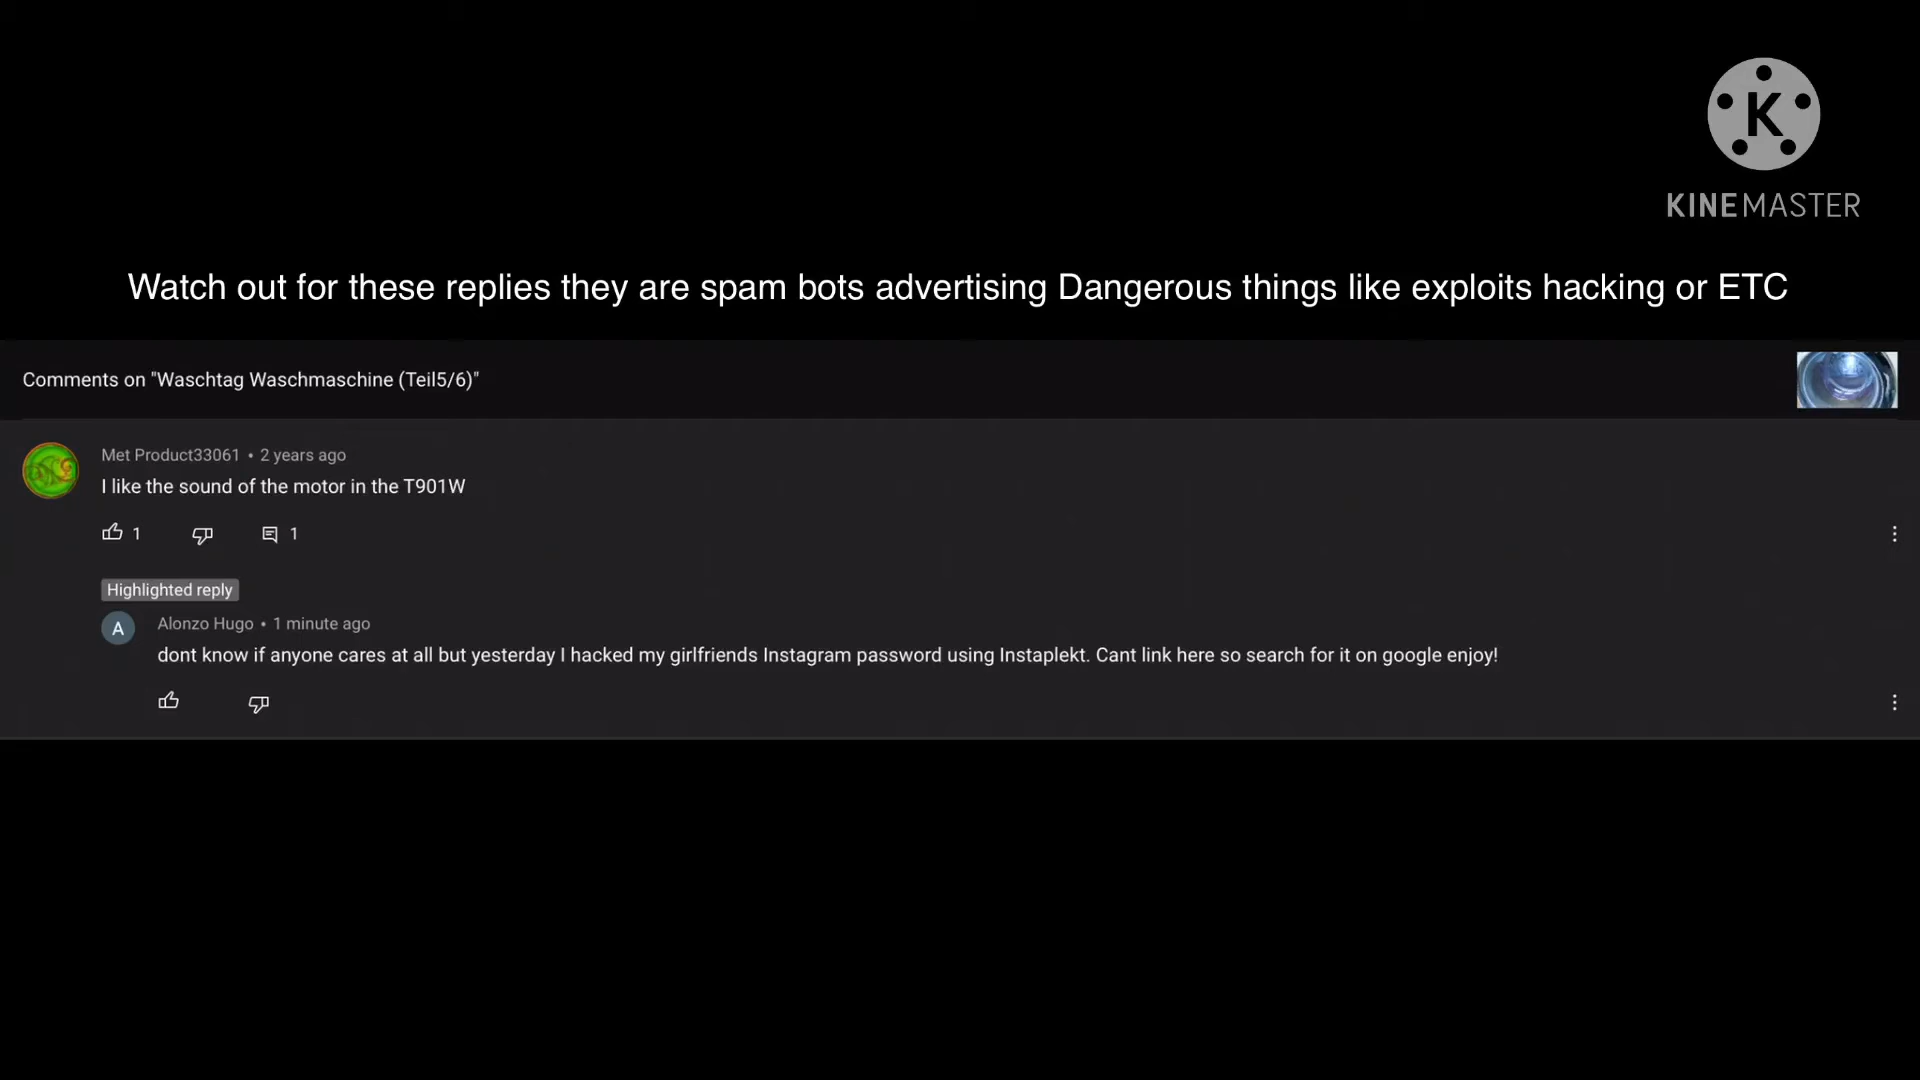 K
KINEMASTER
Watch out for these replies they are spam bots advertising Dangerous things like exploits hacking or ETC
Comments on "Waschtag Waschmaschine (Teil5/6)"
Met Product33061 • 2 years ago
I like the sound of the motor in the T901W
1 1
Highlighted reply
A Alonzo Hugo • 1 minute ago
dont know if anyone cares at all but yesterday I hacked my girlfriends Instagram password using Instaplekt. Cant link here so search for it on google enjoy!